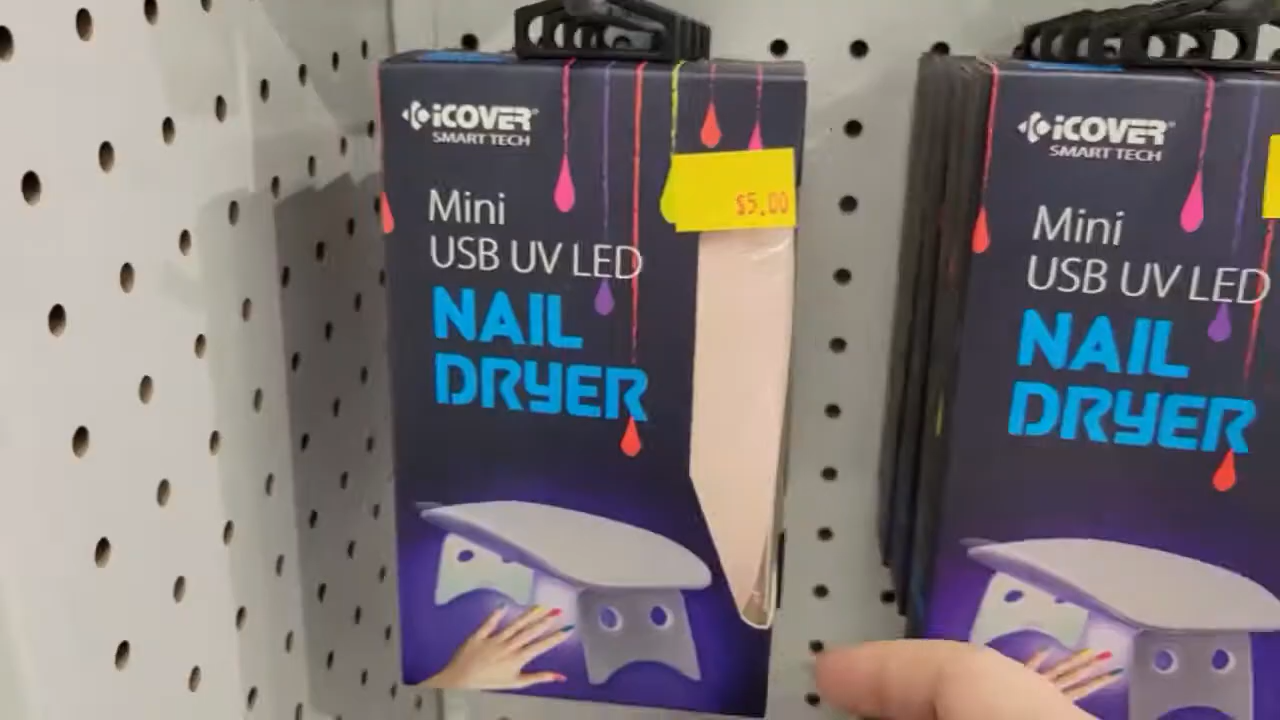 iCOVER®
SMART TECH
Mini
USB UV LED
NAIL
DRYER
$5.00
iCOVER®
SMART TECH
Mini
USB UV LED
NAIL
DRYER